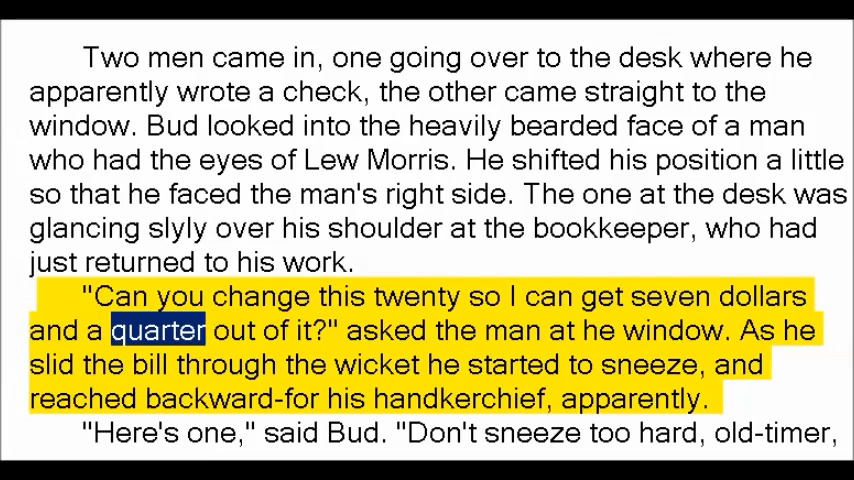 Two men came in, one going over to the desk where he
apparently wrote a check, the other came straight to the
window. Bud looked into the heavily bearded face of a man
who had the eyes of Lew Morris. He shifted his position a little
so that he faced the man's right side. The one at the desk was
glancing slyly over his shoulder at the bookkeeper, who had
just returned to his work.
"Can you change this twenty so I can get seven dollars
and a quarter out of it?" asked the man at he window. As he
slid the bill through the wicket he started to sneeze, and
reached backward-for his handkerchief, apparently.
"Here's one," said Bud. "Don't sneeze too hard, old-timer,